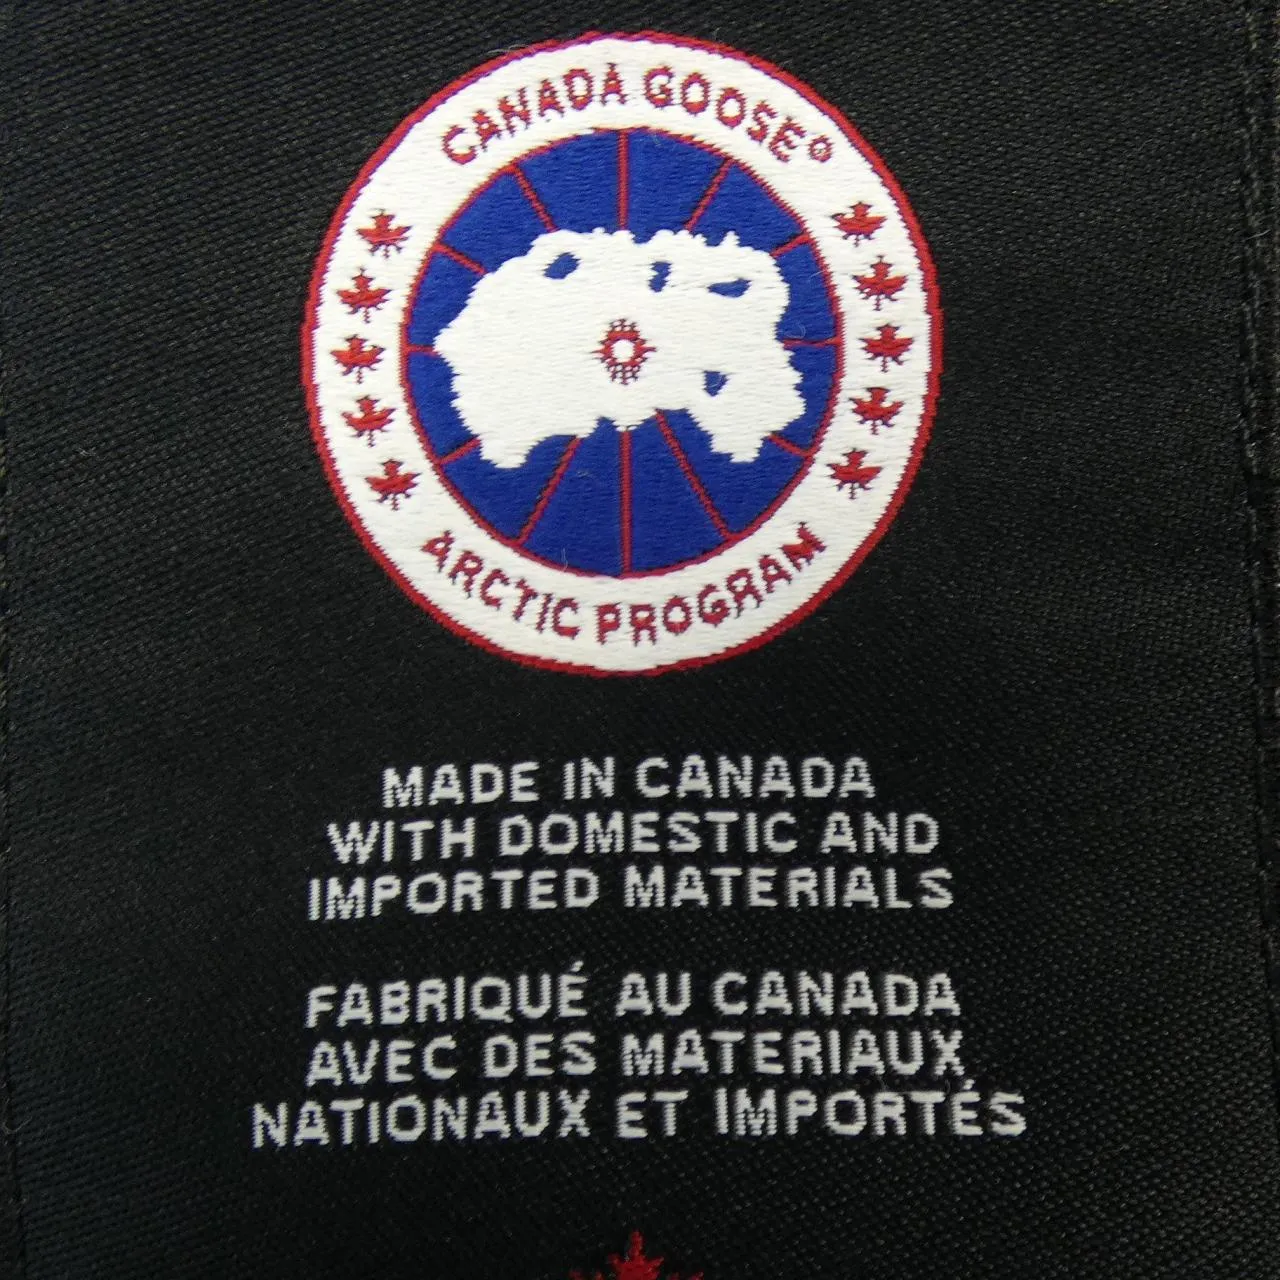 CANADA GOOSE®
ARCTIC PROGRAM
MADE IN CANADA
WITH DOMESTIC AND
IMPORTED MATERIALS
FABRIQUÉ AU CANADA
AVEC DES MATERIAUX
NATIONAUX ET IMPORTÉS